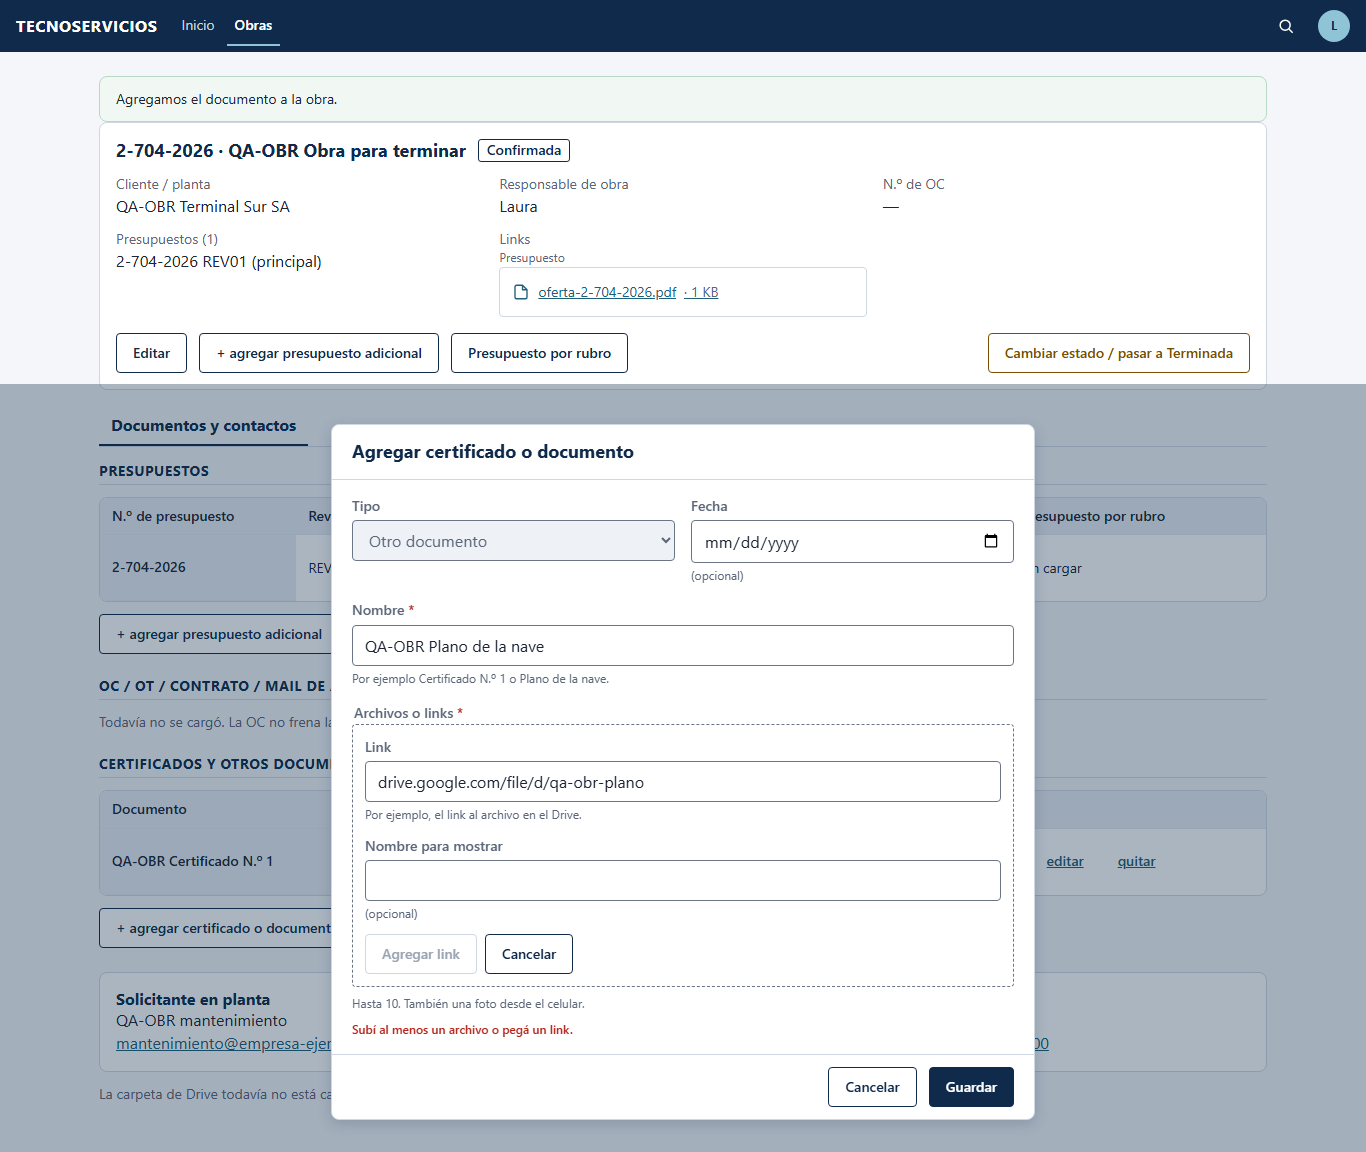 TECNOSERVICIOS Inicio Obras L
Agregamos el documento a la obra.
2-704-2026 · QA-OBR Obra para terminar Confirmada
Cliente / planta Responsable de obra N.º de OC
QA-OBR Terminal Sur SA Laura —
Presupuestos (1) Links
2-704-2026 REV01 (principal) Presupuesto
oferta-2-704-2026.pdf · 1 KB
Editar + agregar presupuesto adicional Presupuesto por rubro Cambiar estado / pasar a Terminada
Documentos y contactos
PRESUPUESTOS
N.º de presupuesto por rubro
2-704-2026 cargar
+ agregar presupuesto adicional
OC / OT / CONTRATO / MAIL DE
Todavía no se cargó. La OC no frena
CERTIFICADOS Y OTROS
Documento
QA-OBR Certificado N.º 1 editar quitar
+ agregar certificado o
Solicitante en planta
QA-OBR mantenimiento
La carpeta de Drive todavía no está
Agregar certificado o documento
Tipo Fecha
Otro documento mm/dd/yyyy
(opcional)
Nombre *
QA-OBR Plano de la nave
Por ejemplo Certificado N.º 1 o Plano de la nave.
Archivos o links *
Link
drive.google.com/file/d/qa-obr-plano
Por ejemplo, el link al archivo en el Drive.
Nombre para mostrar
(opcional)
Agregar link Cancelar
Hasta 10. También una foto desde el celular.
Subí al menos un archivo o pegá un link.
Cancelar Guardar